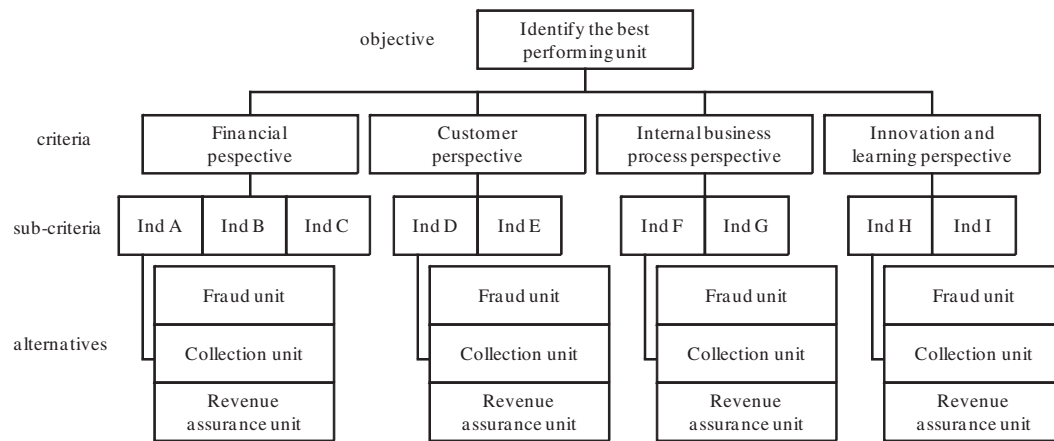 objective
Identify the best
performing unit
criteria
Financial
pespective
Customer
perspective
Internal business
process perspective
Innovation and
learning perspective
sub-criteria
Ind A
Ind B
Ind C
Ind D
Ind E
Ind F
Ind G
Ind H
Ind I
alternatives
Fraud unit
Collection unit
Revenue
assurance unit
Fraud unit
Collection unit
Revenue
assurance unit
Fraud unit
Collection unit
Revenue
assurance unit
Fraud unit
Collection unit
Revenue
assurance unit